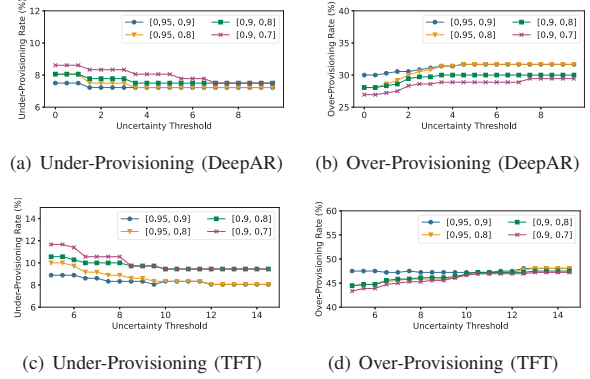 12
10
8
6
Under-Provisioning Rate (%)
[0.95, 0.9]
[0.95, 0.8]
[0.9, 0.8]
[0.9, 0.7]
0 2 4 6 8
Uncertainty Threshold
(a) Under-Provisioning (DeepAR)
40
35
30
25
Over-Provisioning Rate (%)
[0.95, 0.9]
[0.95, 0.8]
[0.9, 0.8]
[0.9, 0.7]
0 2 4 6 8
Uncertainty Threshold
(b) Over-Provisioning (DeepAR)
14
12
10
8
6
Under-Provisioning Rate (%)
[0.95, 0.9]
[0.95, 0.8]
[0.9, 0.8]
[0.9, 0.7]
6 8 10 12 14
Uncertainty Threshold
(c) Under-Provisioning (TFT)
60
55
50
45
40
Over-Provisioning Rate (%)
[0.95, 0.9]
[0.95, 0.8]
[0.9, 0.8]
[0.9, 0.7]
6 8 10 12 14
Uncertainty Threshold
(d) Over-Provisioning (TFT)